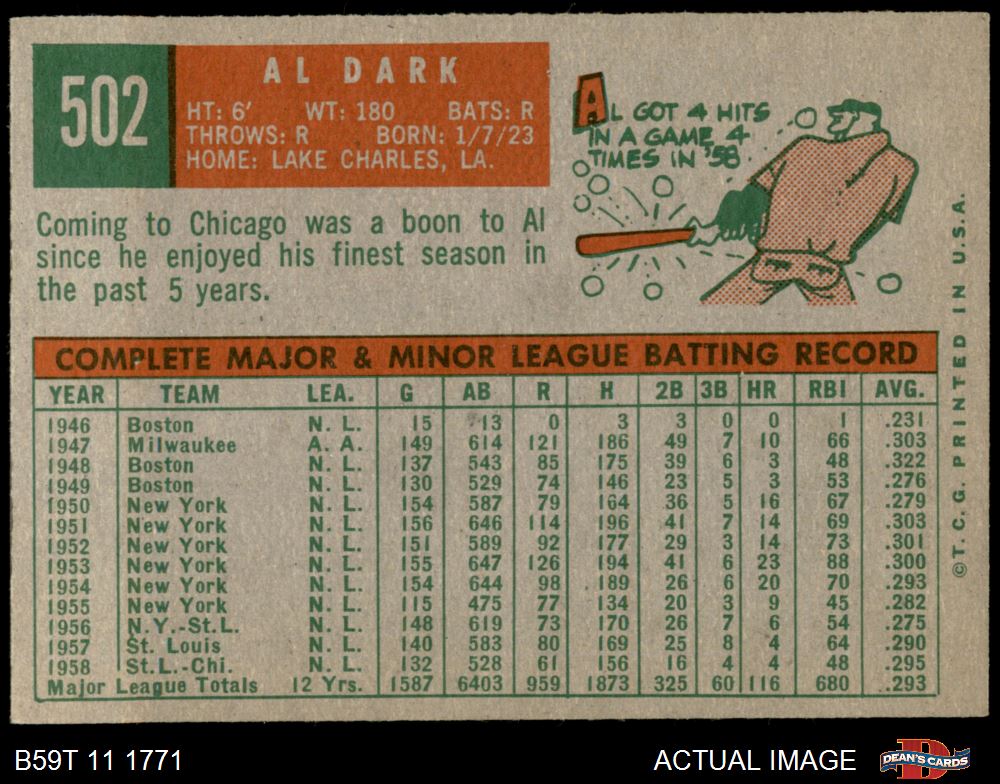 502
AL DARK
HT: 6' WT: 180 BATS: R
THROWS: R BORN: 1/7/23
HOME: LAKE CHARLES, LA.
AL GOT 4 HITS
IN A GAME 4
TIMES IN '58
Coming to Chicago was a boon to Al
since he enjoyed his finest season in
the past 5 years.
COMPLETE MAJOR & MINOR LEAGUE BATTING RECORD
YEAR TEAM LEA. G AB R H 2B 3B HR RBI AVG.
1946 Boston N. L. 15 13 0 3 3 0 0 1 .231
1947 Milwaukee A. A. 149 614 121 186 49 7 10 66 .303
1948 Boston N. L. 137 543 85 175 39 6 3 48 .322
1949 Boston N. L. 130 529 74 146 23 5 3 53 .276
1950 New York N. L. 154 587 79 164 36 5 16 67 .279
1951 New York N. L. 156 646 114 196 41 7 14 69 .303
1952 New York N. L. 151 589 92 177 29 3 14 73 .301
1953 New York N. L. 155 647 126 194 41 6 23 88 .300
1954 New York N. L. 154 644 98 189 26 6 20 70 .293
1955 New York N. L. 115 475 77 134 20 3 9 45 .282
1956 N.Y.-St.L. N. L. 148 619 73 170 26 7 6 54 .275
1957 St. Louis N. L. 140 583 80 169 25 8 4 64 .290
1958 St.L.-Chi. N. L. 132 528 61 156 16 4 4 48 .295
Major League Totals 12 Yrs. 1587 6403 959 1873 325 60 116 680 .293
©T. C. G. PRINTED IN U.S.A.
B59T 11 1771
ACTUAL IMAGE
DEAN'S CARDS